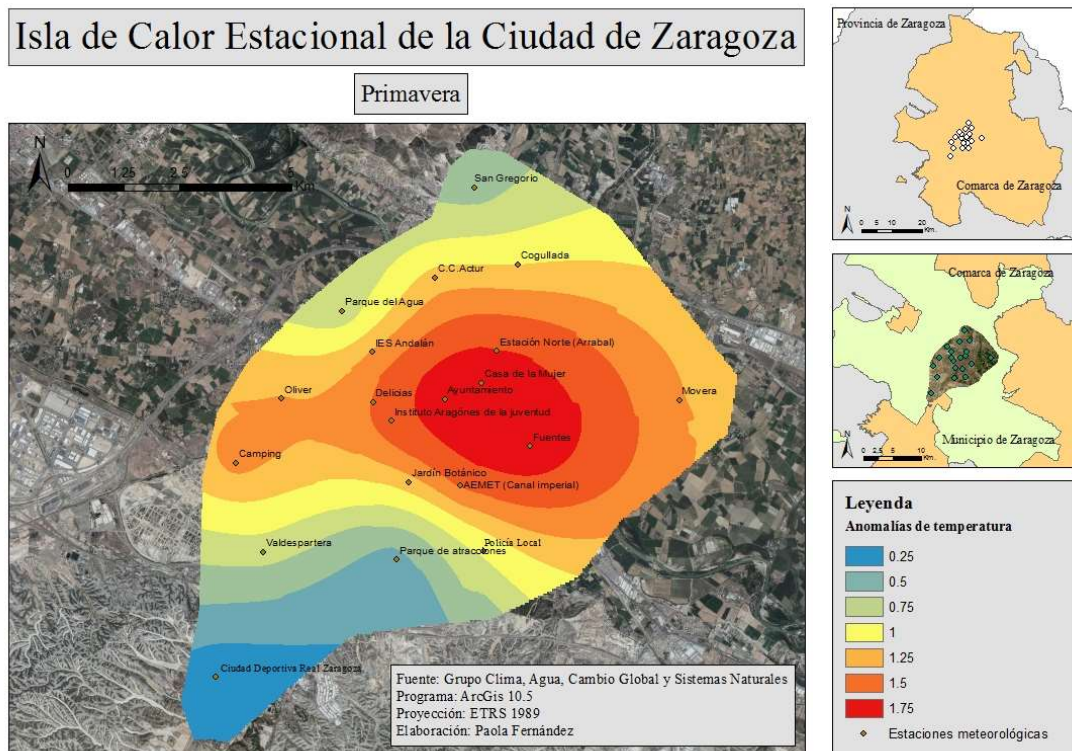 Isla de Calor Estacional de la Ciudad de Zaragoza
Primavera
N
0 1.25 2.5 5
Km
San Gregorio
Cogullada
C.C.Actur
Parque del Agua
IES Andalán
Estación Norte (Arrabal)
Casa de la Mujer
Oliver
Delicias
Ayuntamiento
Movera
Instituto Aragónes de la juventud
Fuentes
Camping
Jardín Botánico
AEMET (Canal imperial)
Valdespartera
Parque de atracciones
Policía Local
Ciudad Deportiva Real Zaragoza
Fuente: Grupo Clima, Agua, Cambio Global y Sistemas Naturales
Programa: ArcGis 10.5
Proyección: ETRS 1989
Elaboración: Paola Fernández
Provincia de Zaragoza
Comarca de Zaragoza
N
0 5 10 20
Km.
Comarca de Zaragoza
Municipio de Zaragoza
N
0 2.5 5 10
Km.
Leyenda
Anomalías de temperatura
0.25
0.5
0.75
1
1.25
1.5
1.75
Estaciones meteorológicas